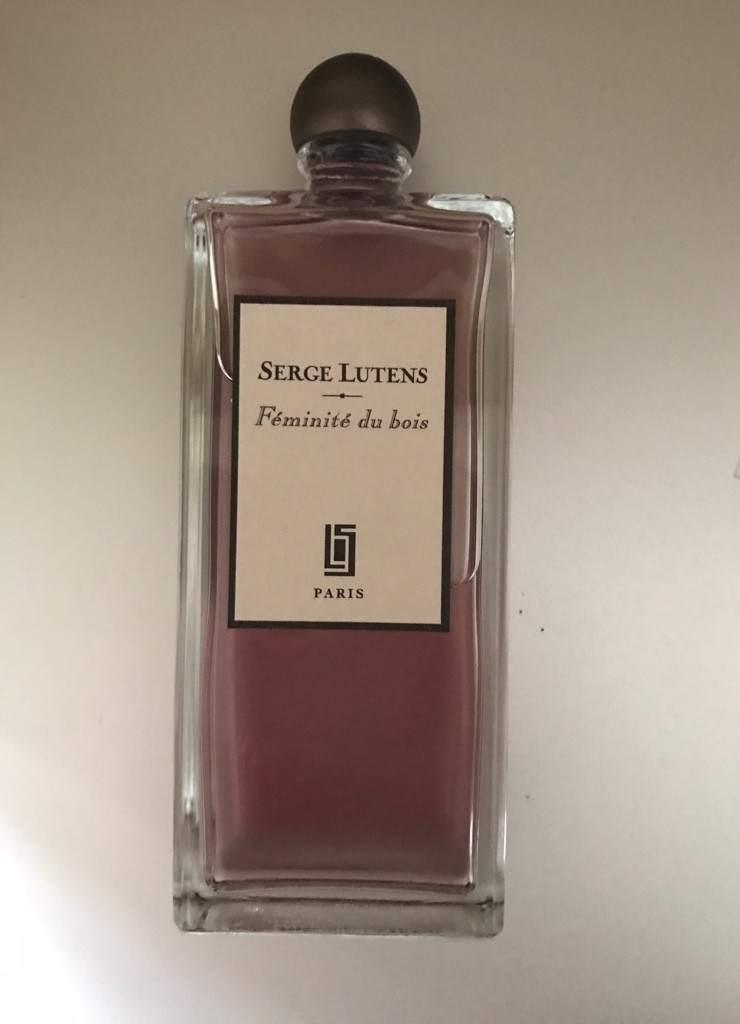 SERGE LUTENS
Féminité du bois
PARIS